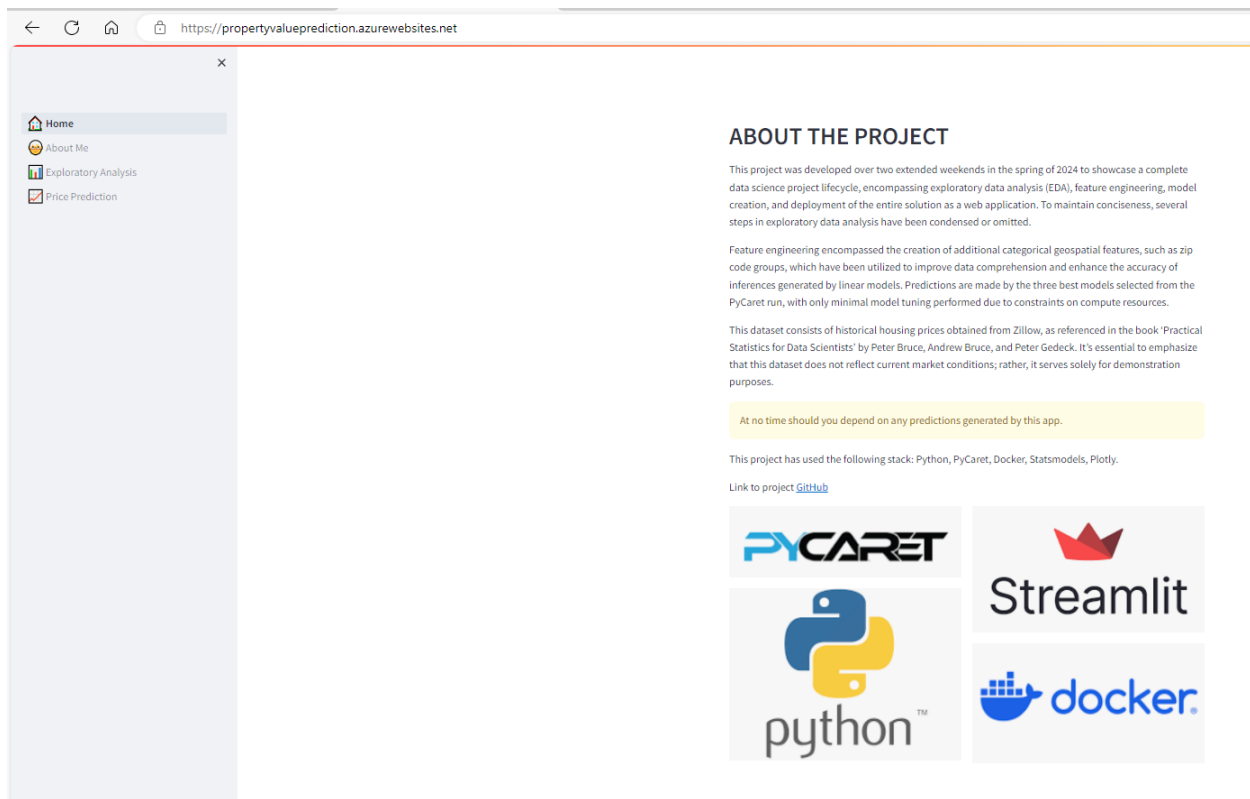 https://propertyvalueprediction.azurewebsites.net
Home
About Me
Exploratory Analysis
Price Prediction
ABOUT THE PROJECT
This project was developed over two extended weekends in the spring of 2024 to showcase a complete
data science project lifecycle, encompassing exploratory data analysis (EDA), feature engineering, model
creation, and deployment of the entire solution as a web application. To maintain conciseness, several
steps in exploratory data analysis have been condensed or omitted.
Feature engineering encompassed the creation of additional categorical geospatial features, such as zip
code groups, which have been utilized to improve data comprehension and enhance the accuracy of
inferences generated by linear models. Predictions are made by the three best models selected from the
PyCaret run, with only minimal model tuning performed due to constraints on compute resources.
This dataset consists of historical housing prices obtained from Zillow, as referenced in the book ‘Practical
Statistics for Data Scientists’ by Peter Bruce, Andrew Bruce, and Peter Gedeck. It’s essential to emphasize
that this dataset does not reflect current market conditions; rather, it serves solely for demonstration
purposes.
At no time should you depend on any predictions generated by this app.
This project has used the following stack: Python, PyCaret, Docker, Statsmodels, Plotly.
Link to project GitHub
PYCARET
Streamlit
python™
docker®